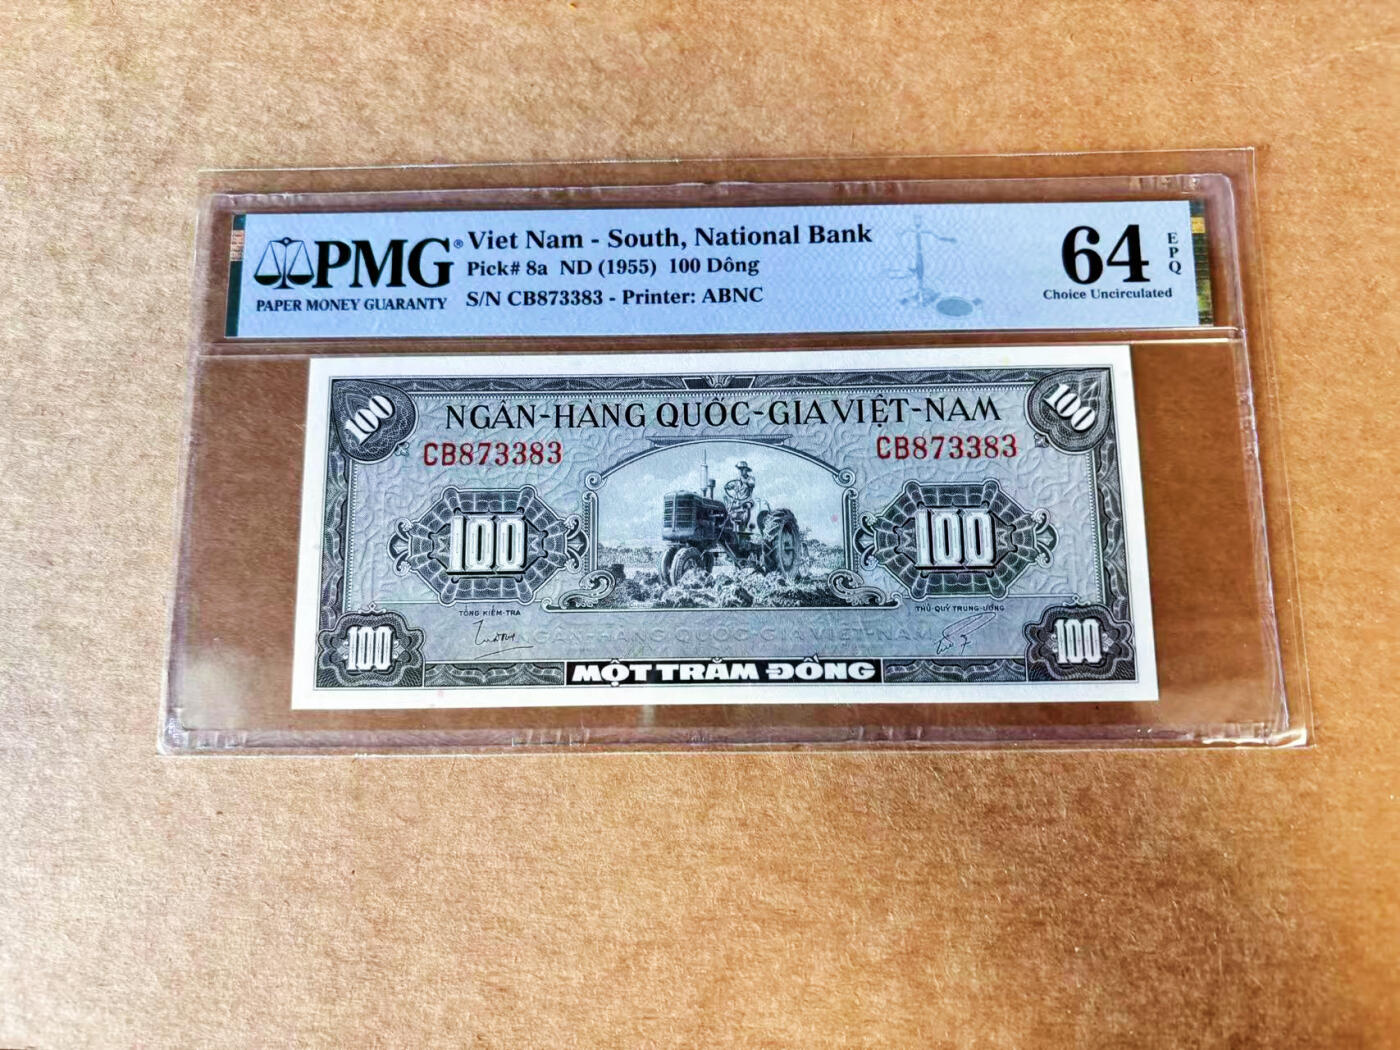 PMG®
PAPER MONEY GUARANTY
Viet Nam - South, National Bank
Pick# 8a ND (1955) 100 Dông
S/N CB873383 - Printer: ABNC
64
EPQ
Choice Uncirculated
100
100
NGÂN-HÀNG QUỐC-GIA VIỆT-NAM
CB873383
CB873383
100
100
TỔNG KIỂM-TRA
THỦ-QUỸ TRUNG-ƯƠNG
NGÂN-HÀNG QUỐC-GIA VIỆT-NAM
100
100
MỘT TRĂM ĐỒNG